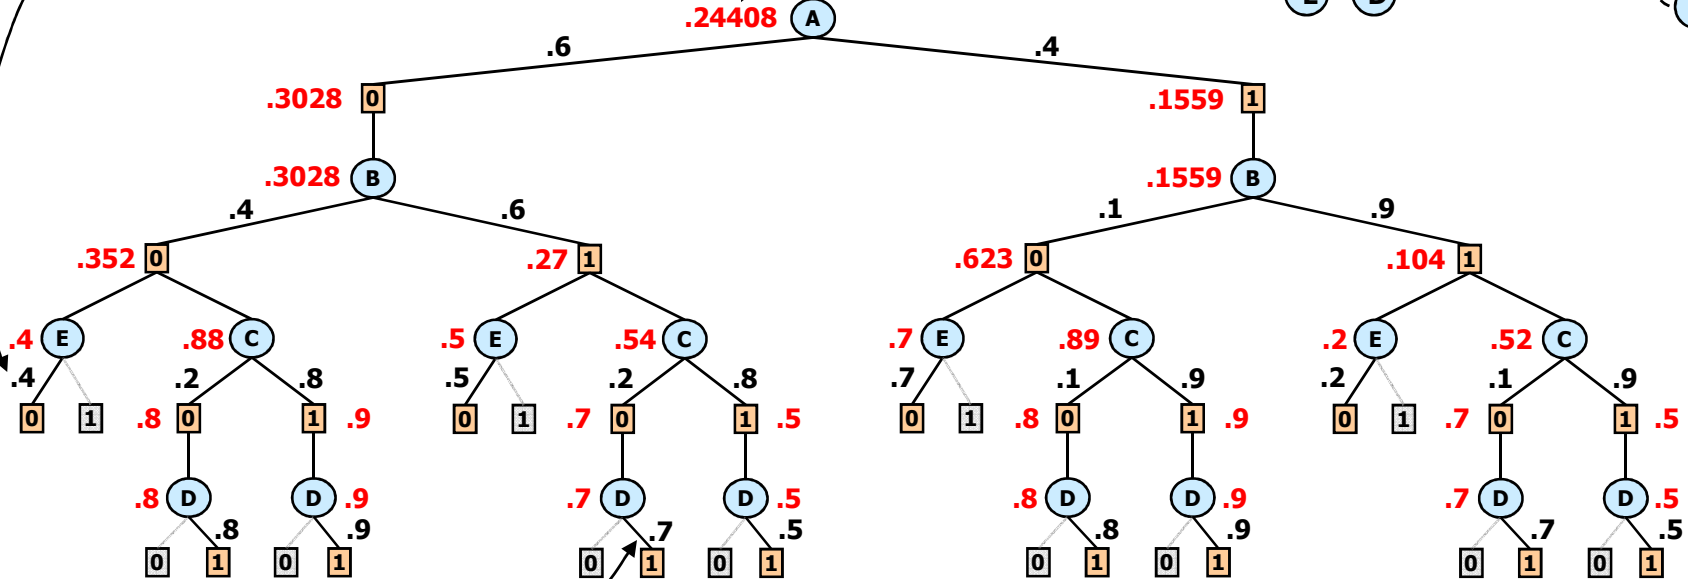 .24408 A E D
.6 .4
.3028 0 .1559 1
.3028 B .1559 B
.4 .6 .1 .9
.352 0 .27 1 .623 0 .104 1
.4 E .88 C .5 E .54 C .7 E .89 C .2 E .52 C
.4 .2 .8 .5 .2 .8 .7 .1 .9 .2 .1 .9
0 1 .8 0 1 .9 0 1 .7 0 1 .5 0 1 .8 0 1 .9 0 1 .7 0 1 .5
.8 D D .9 .7 D D .5 .8 D D .9 .7 D D .5
.8 .9 .7 .5 .8 .9 .7 .5
0 1 0 1 0 1 0 1 0 1 0 1 0 1 0 1